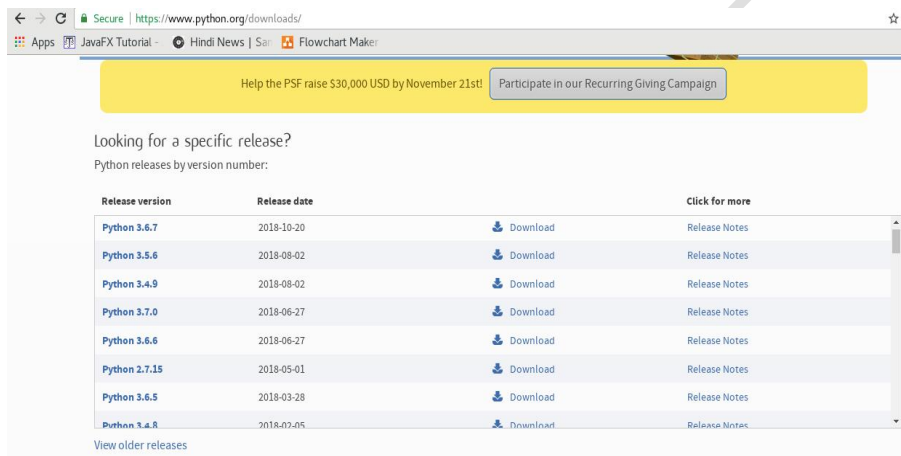 Secure | https://www.python.org/downloads/
Apps JavaFX Tutorial - Hindi News | San Flowchart Maker
Help the PSF raise $30,000 USD by November 21st! Participate in our Recurring Giving Campaign
Looking for a specific release?
Python releases by version number:
Release version Release date Click for more
Python 3.6.7 2018-10-20 Download Release Notes
Python 3.5.6 2018-08-02 Download Release Notes
Python 3.4.9 2018-08-02 Download Release Notes
Python 3.7.0 2018-06-27 Download Release Notes
Python 3.6.6 2018-06-27 Download Release Notes
Python 2.7.15 2018-05-01 Download Release Notes
Python 3.6.5 2018-03-28 Download Release Notes
Python 3.4.8 2018-02-05 Download Release Notes
View older releases